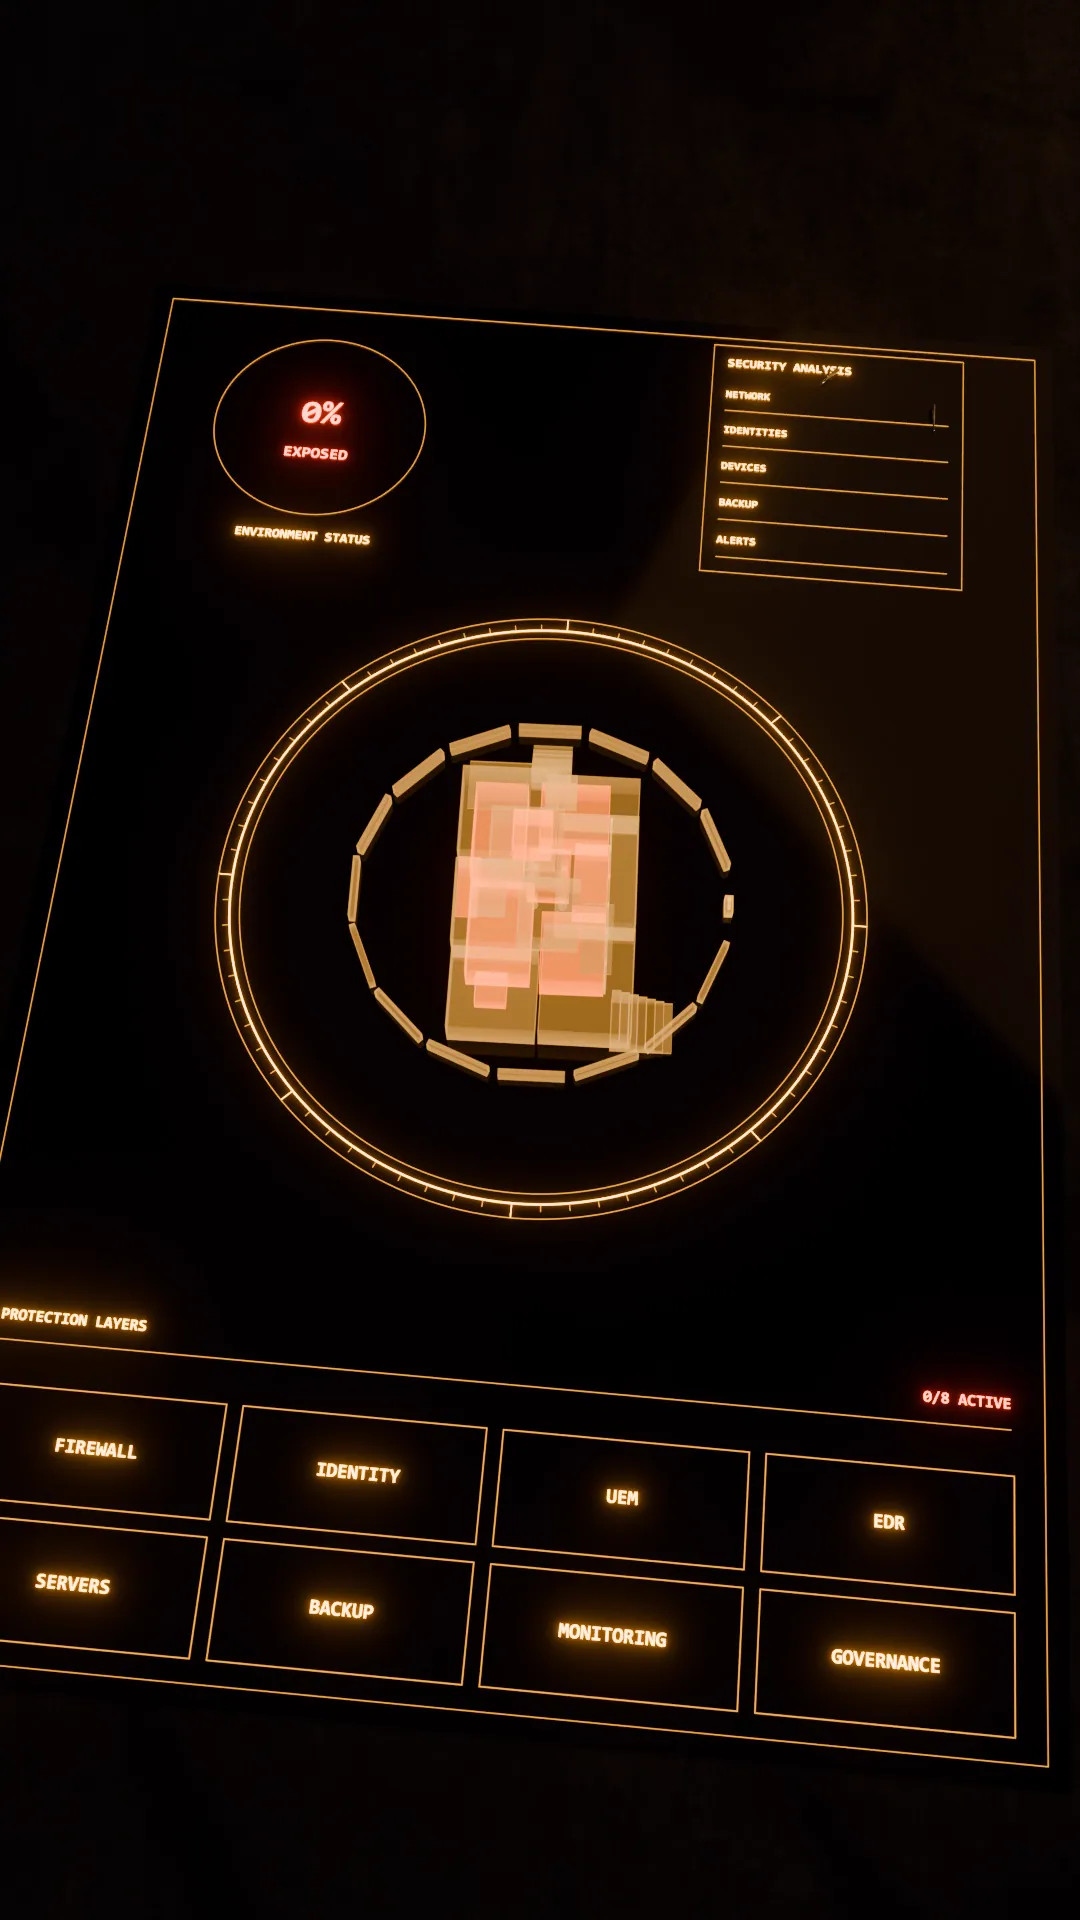 0%
EXPOSED
ENVIRONMENT STATUS
SECURITY ANALYSIS
NETWORK
IDENTITIES
DEVICES
BACKUP
ALERTS
PROTECTION LAYERS
0/8 ACTIVE
FIREWALL
IDENTITY
UEM
EDR
SERVERS
BACKUP
MONITORING
GOVERNANCE